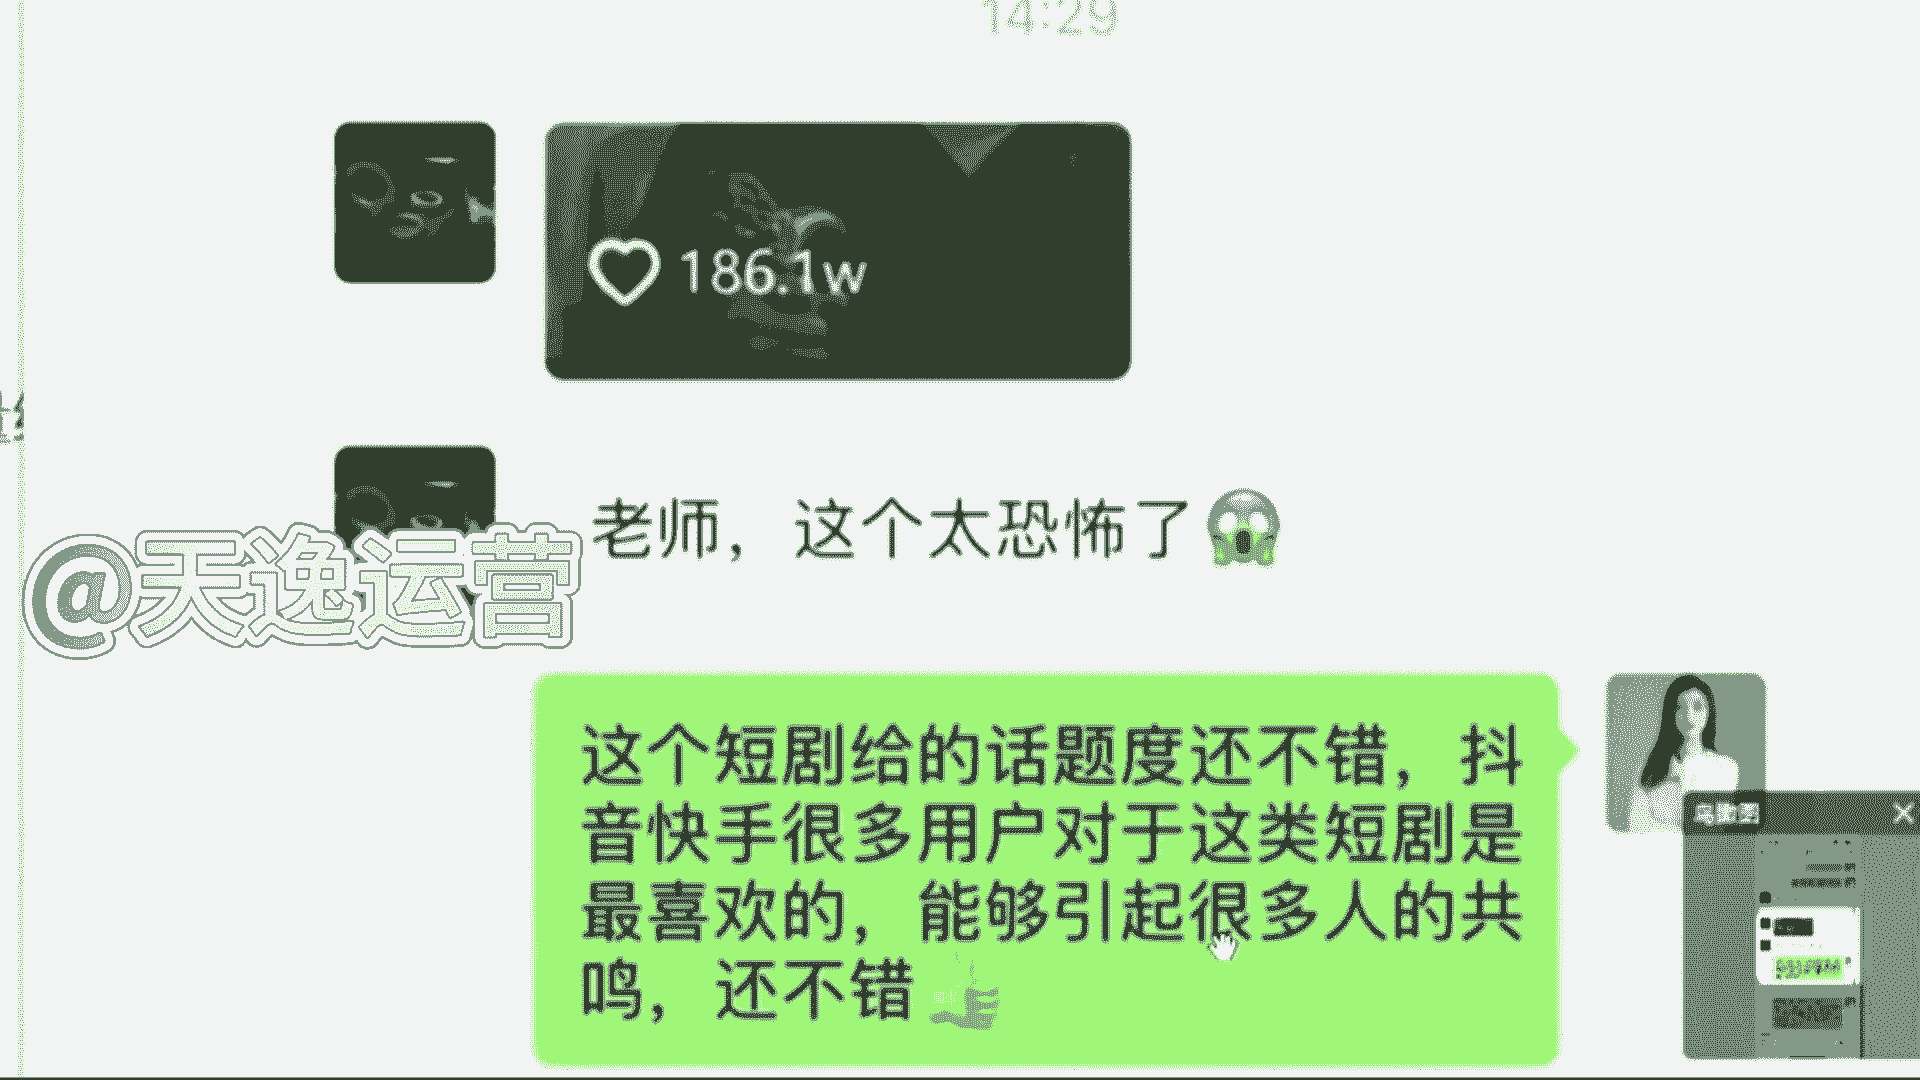 14:29
186.1w
老师，这个太恐怖了😱
@天逸运营
这个短剧给的话题度还不错，抖
音快手很多用户对于这类短剧是
最喜欢的，能够引起很多人的共
鸣，还不错👍